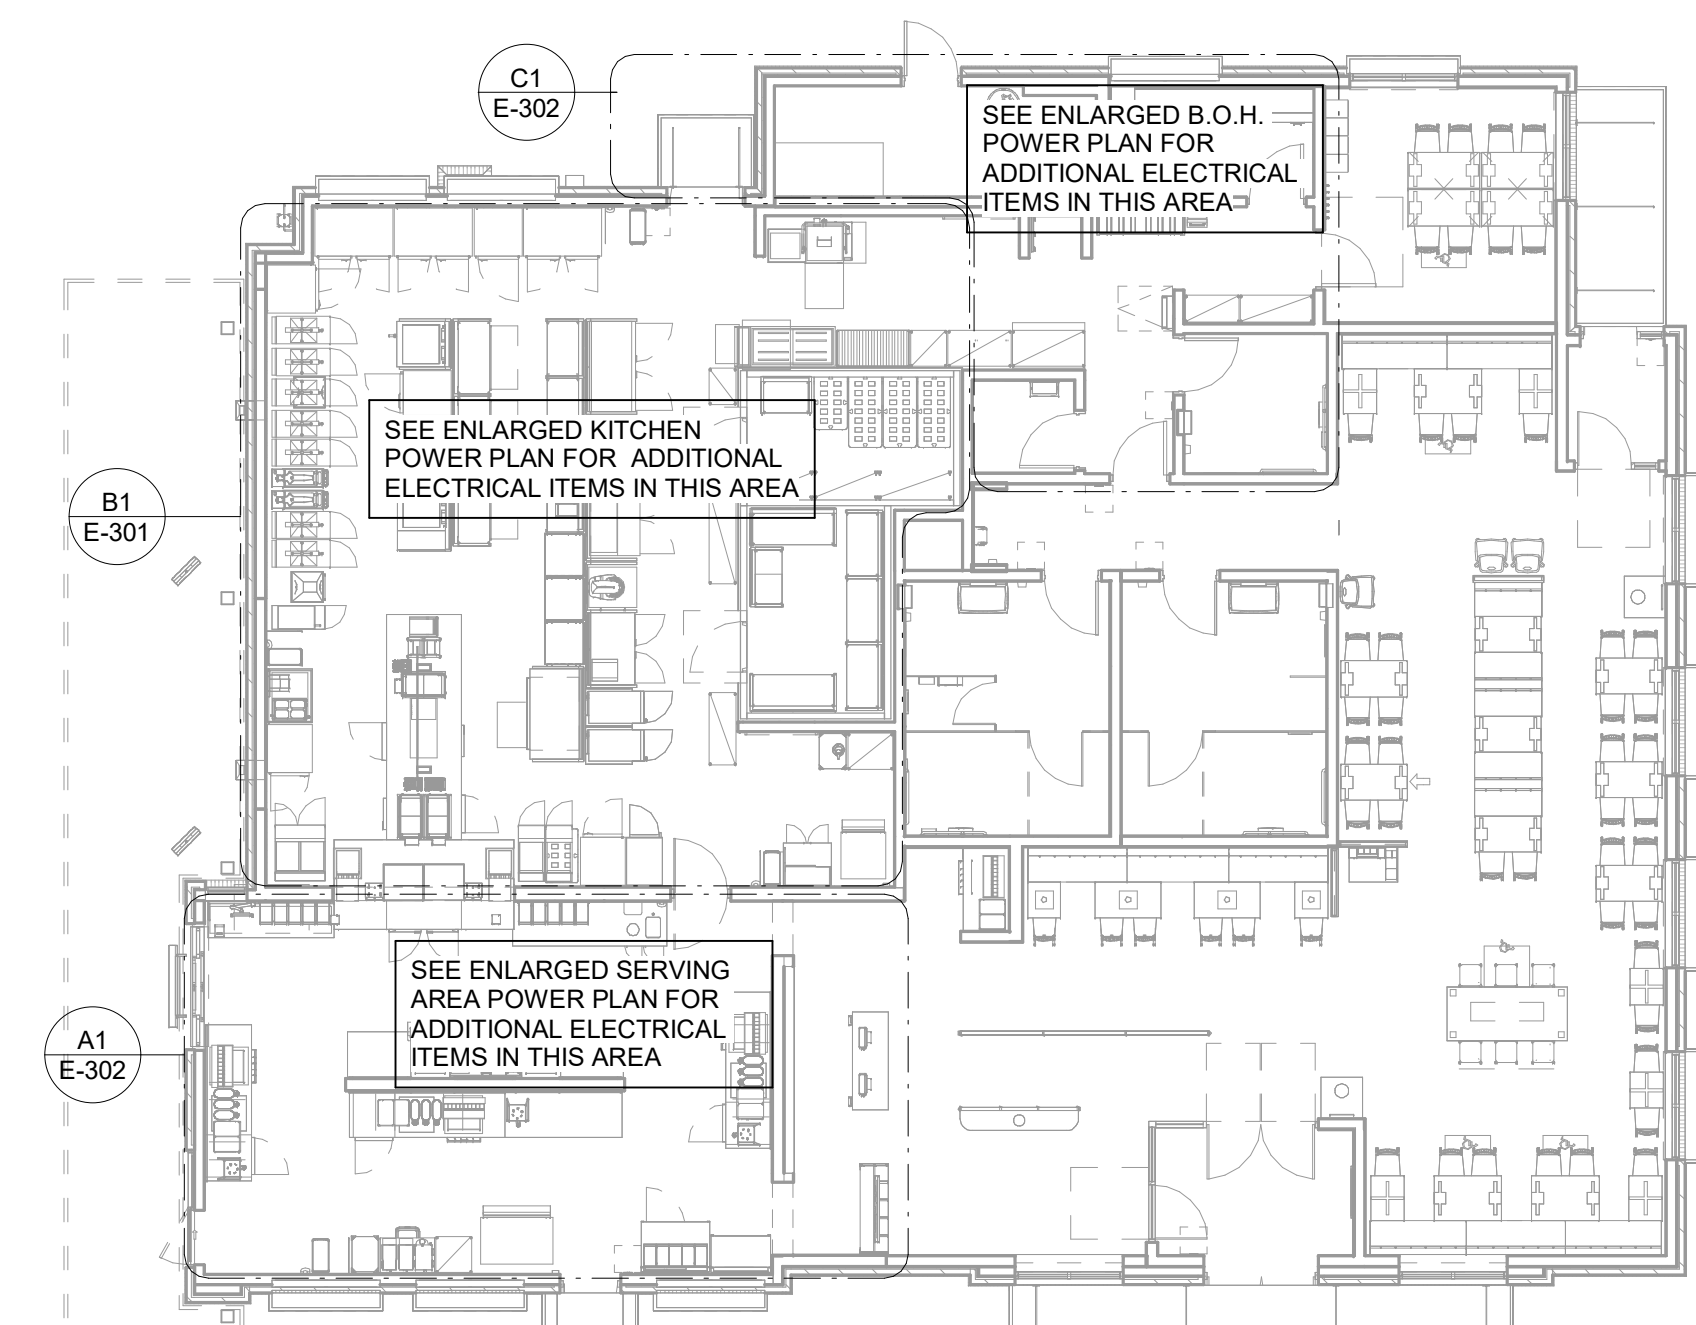 C1
E-302
SEE ENLARGED B.O.H.
POWER PLAN FOR
ADDITIONAL ELECTRICAL
ITEMS IN THIS AREA
SEE ENLARGED KITCHEN
POWER PLAN FOR ADDITIONAL
ELECTRICAL ITEMS IN THIS AREA
B1
E-301
SEE ENLARGED SERVING
AREA POWER PLAN FOR
ADDITIONAL ELECTRICAL
ITEMS IN THIS AREA
A1
E-302